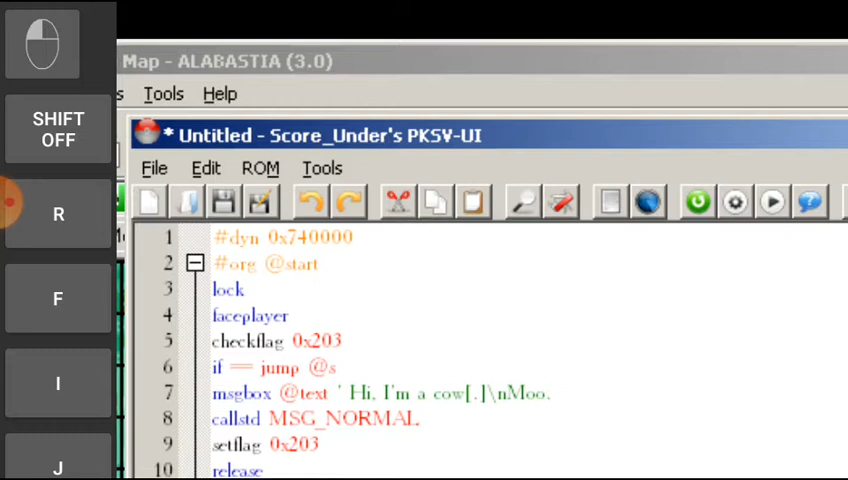 Map - ALABASTIA (3.0)
Tools Help
* Untitled - Score_Under's PKSV-UI
File Edit ROM Tools
SHIFT OFF
R
F
I
J
1 #dyn 0x740000
2 #org @start
3 lock
4 faceplayer
5 checkflag 0x203
6 if == jump @s
7 msgbox @text ' Hi, I'm a cow[.]\nMoo.
8 callstd MSG_NORMAL
9 setflag 0x203
10 release